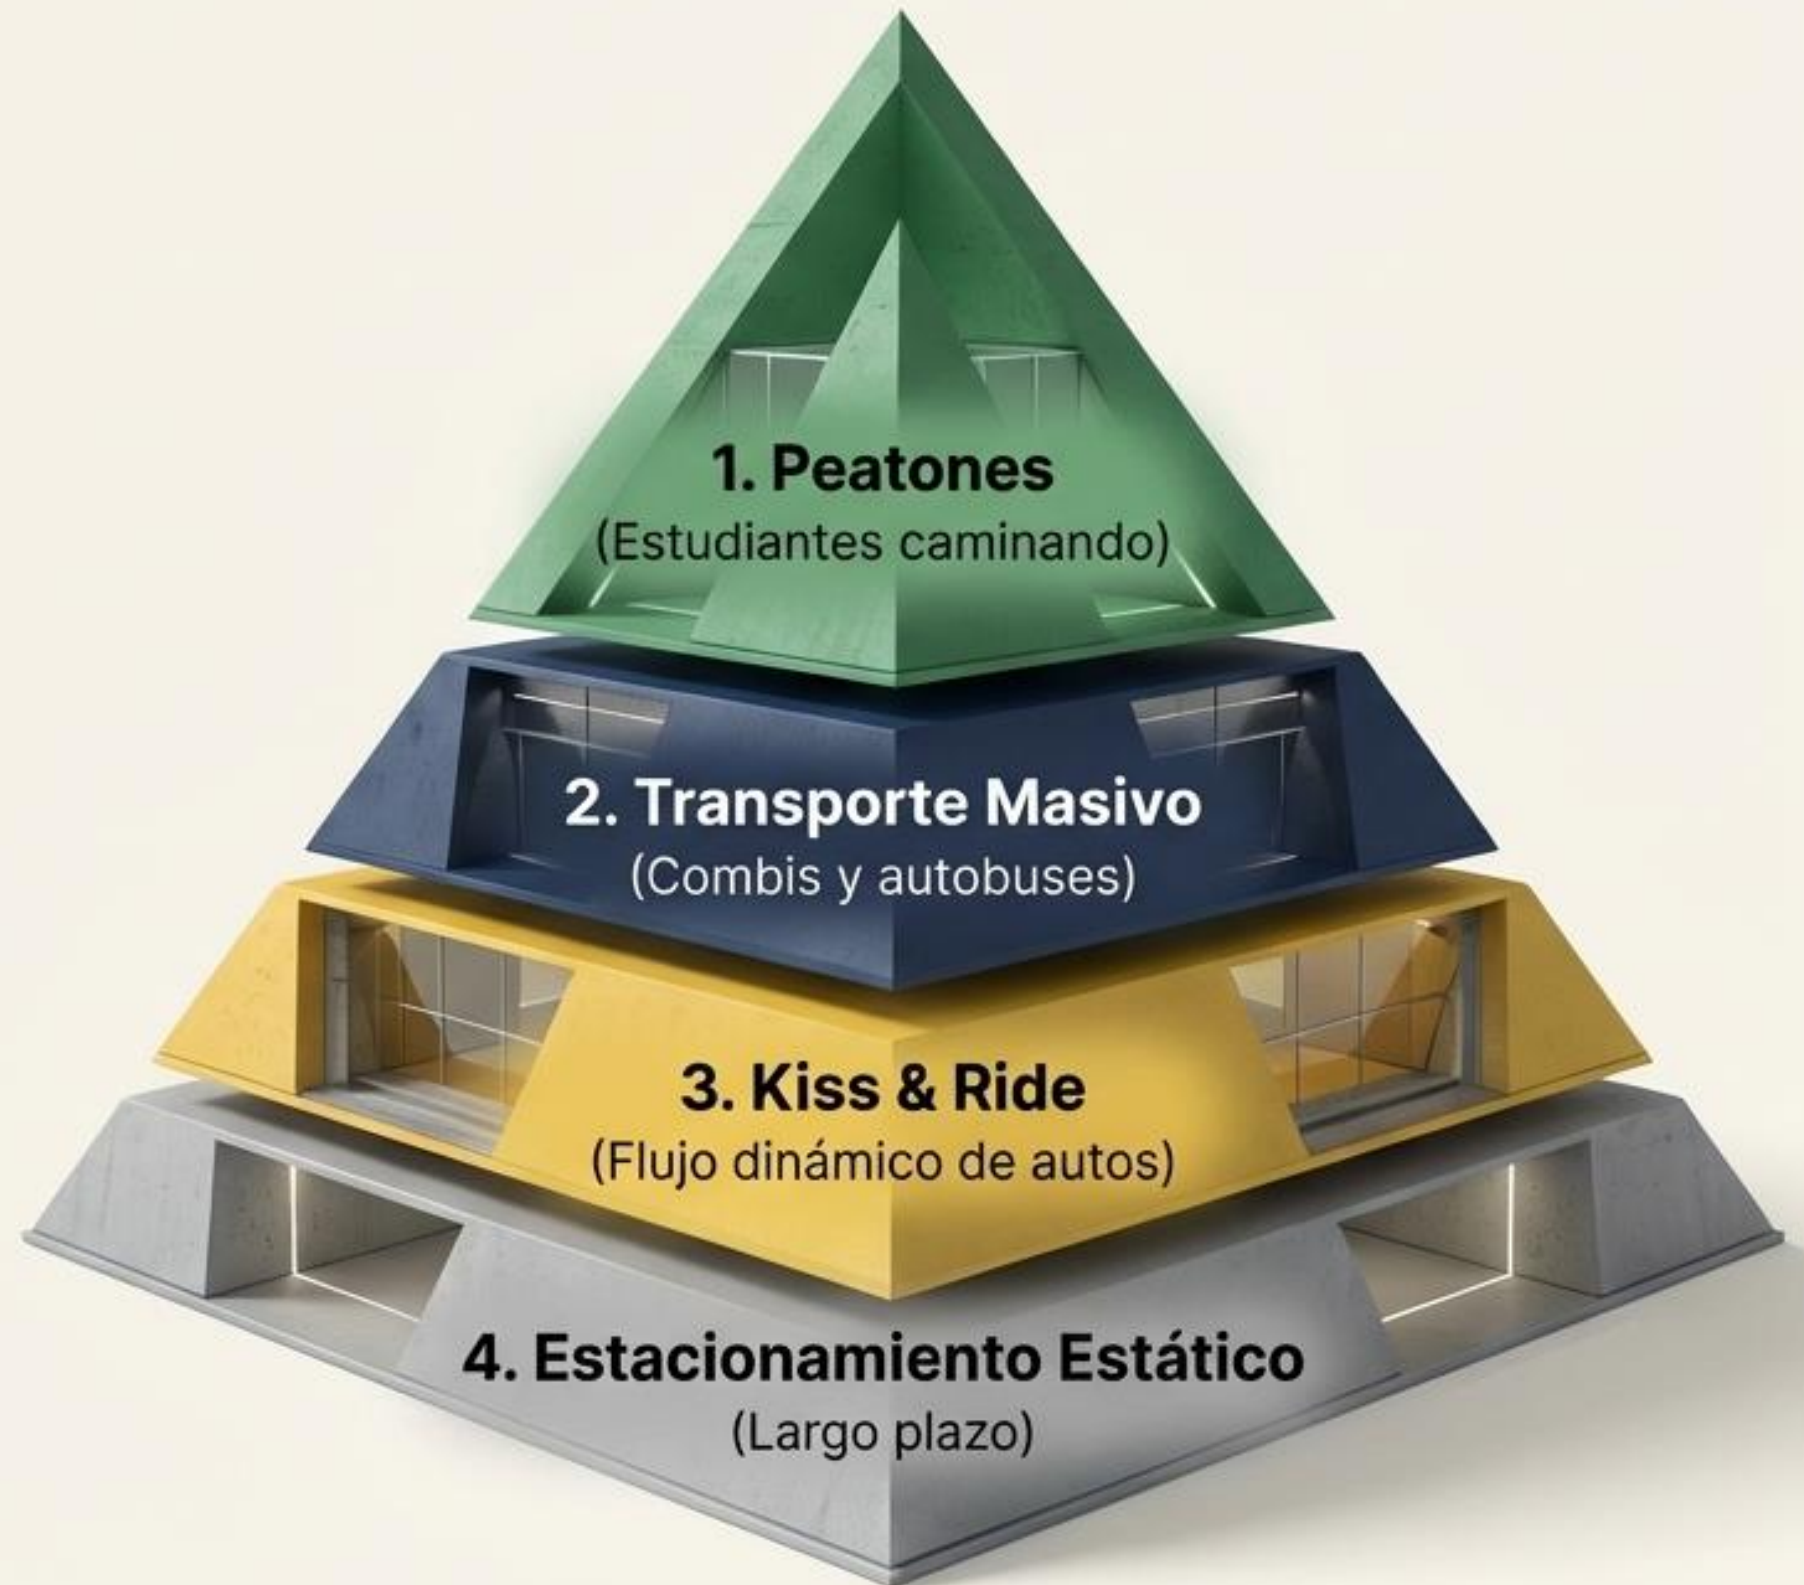 1. Peatones
(Estudiantes caminando)
2. Transporte Masivo
(Combis y autobuses)
3. Kiss & Ride
(Flujo dinámico de autos)
4. Estacionamiento Estático
(Largo plazo)